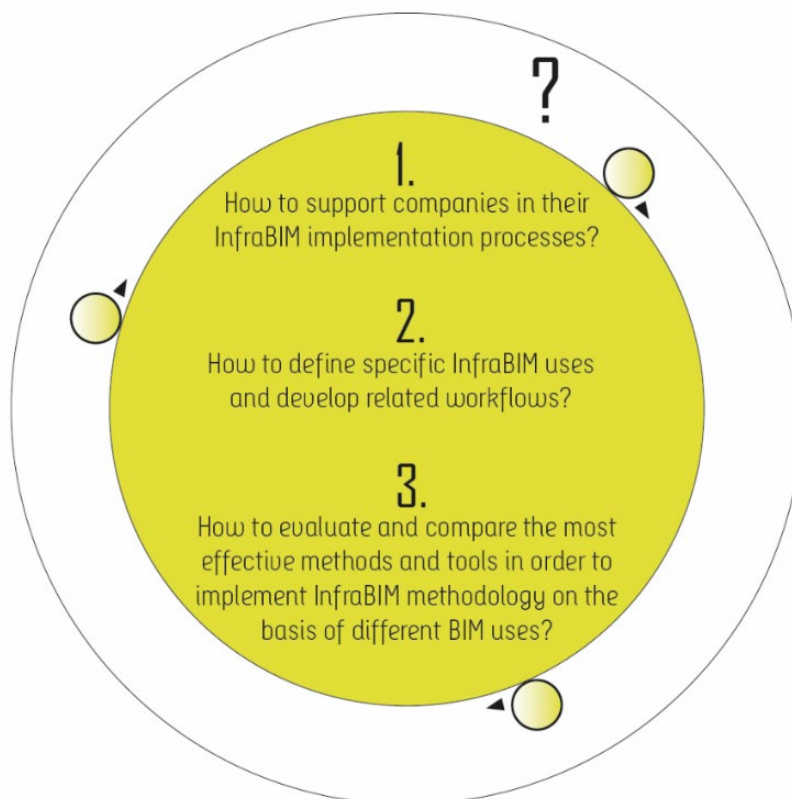 ?
1.
How to support companies in their
InfraBIM implementation processes?
2.
How to define specific InfraBIM uses
and develop related workflows?
3.
How to evaluate and compare the most
effective methods and tools in order to
implement InfraBIM methodology on the
basis of different BIM uses?